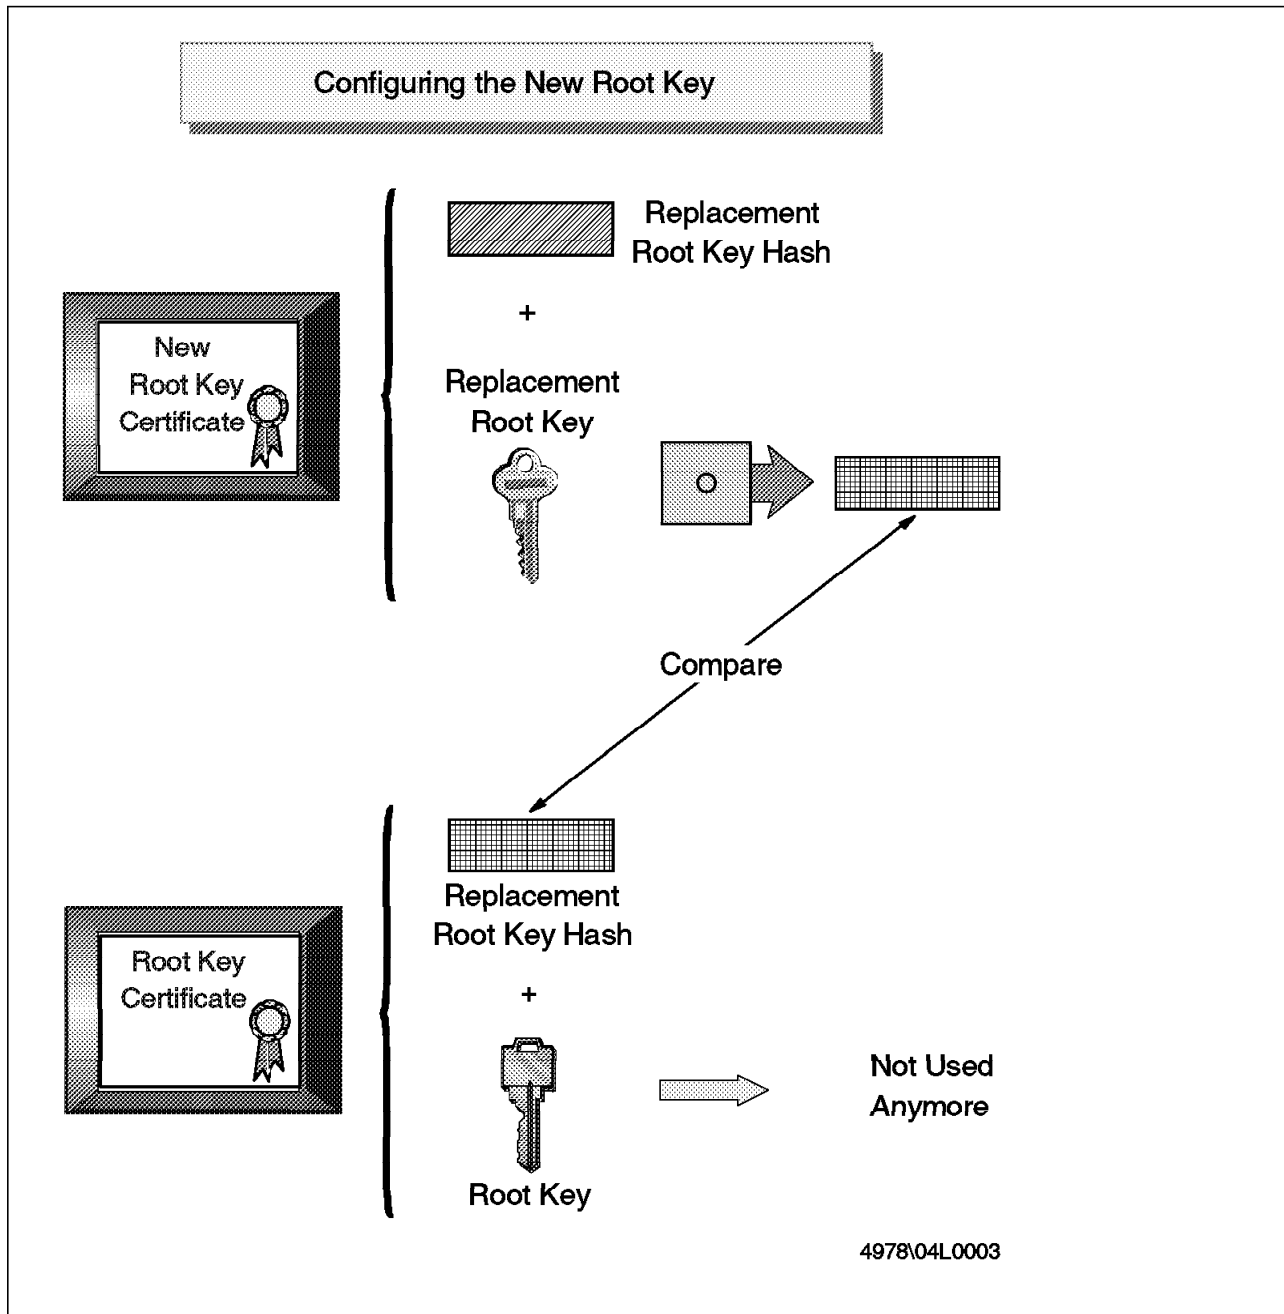 Configuring the New Root Key
Replacement
Root Key Hash
+
New
Root Key
Certificate
Replacement
Root Key
Compare
Replacement
Root Key Hash
+
Root Key
Certificate
Root Key
Not Used
Anymore
4978\04L0003